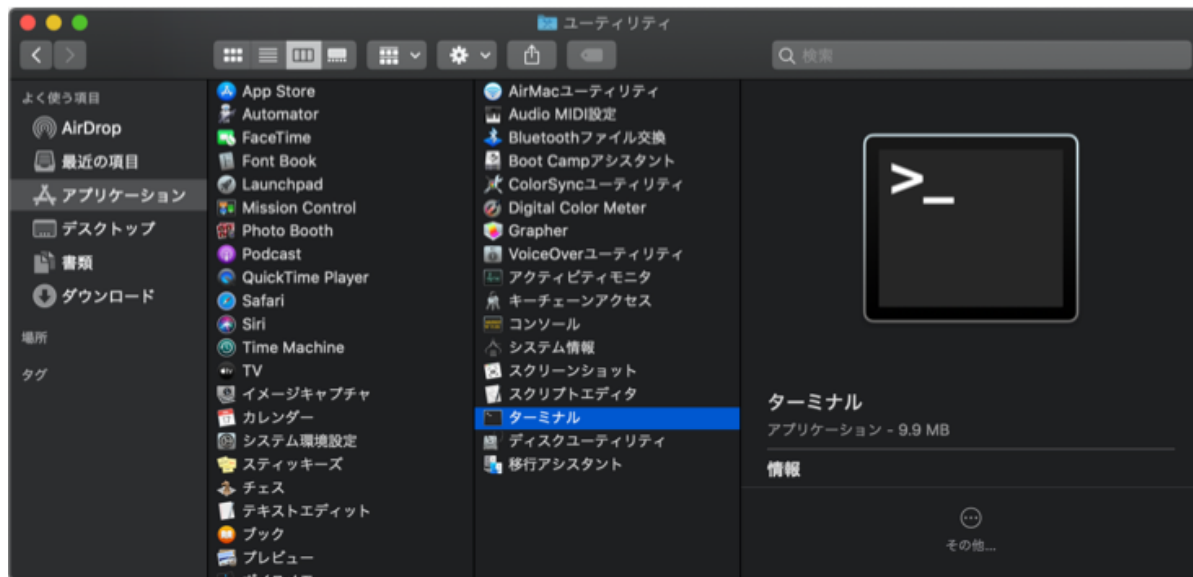 ユーティリティ
検索
よく使う項目
AirDrop
最近の項目
アプリケーション
デスクトップ
書類
ダウンロード
場所
タグ
App Store
Automator
FaceTime
Font Book
Launchpad
Mission Control
Photo Booth
Podcast
QuickTime Player
Safari
Siri
Time Machine
TV
イメージキャプチャ
カレンダー
システム環境設定
スティッキーズ
チェス
テキストエディット
ブック
プレビュー
AirMacユーティリティ
Audio MIDI設定
Bluetoothファイル交換
Boot Campアシスタント
ColorSyncユーティリティ
Digital Color Meter
Grapher
VoiceOverユーティリティ
アクティビティモニタ
キーチェーンアクセス
コンソール
システム情報
スクリーンショット
スクリプトエディタ
ターミナル
ディスクユーティリティ
移行アシスタント
>_
ターミナル
アプリケーション - 9.9 MB
情報
その他...